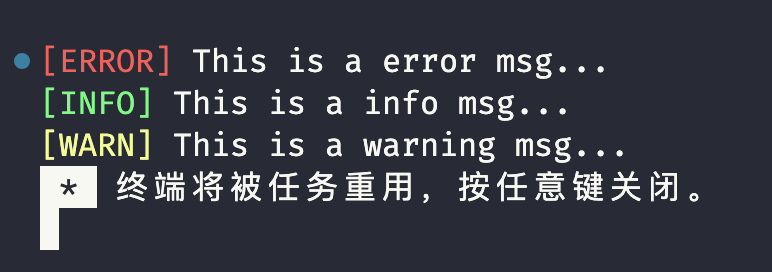 [ERROR] This is a error msg...
[INFO] This is a info msg...
[WARN] This is a warning msg...
* 终端将被任务重用，按任意键关闭。